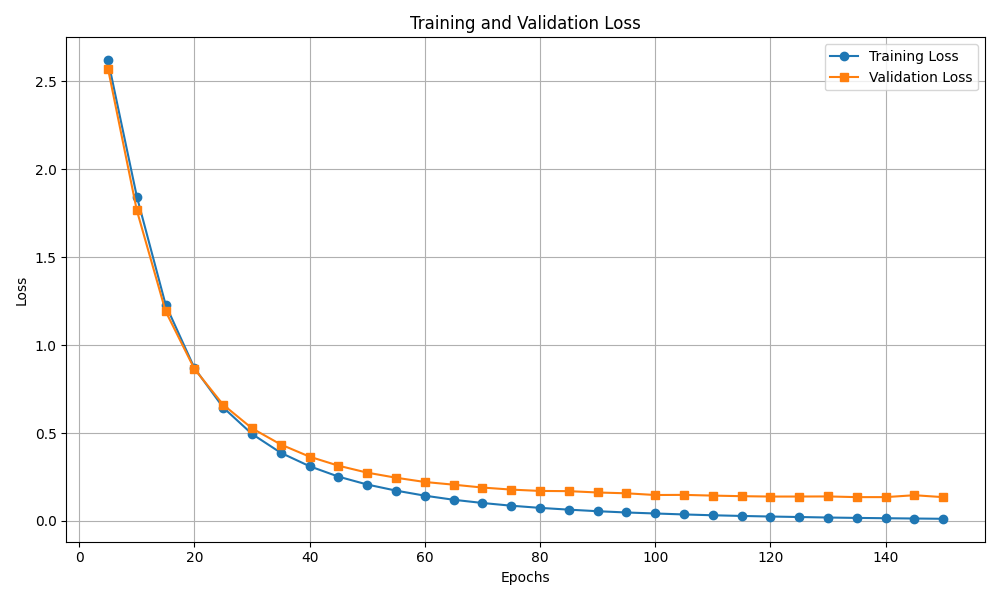 Training and Validation Loss
Training Loss
Validation Loss
Loss
2.5
2.0
1.5
1.0
0.5
0.0
0 20 40 60 80 100 120 140
Epochs